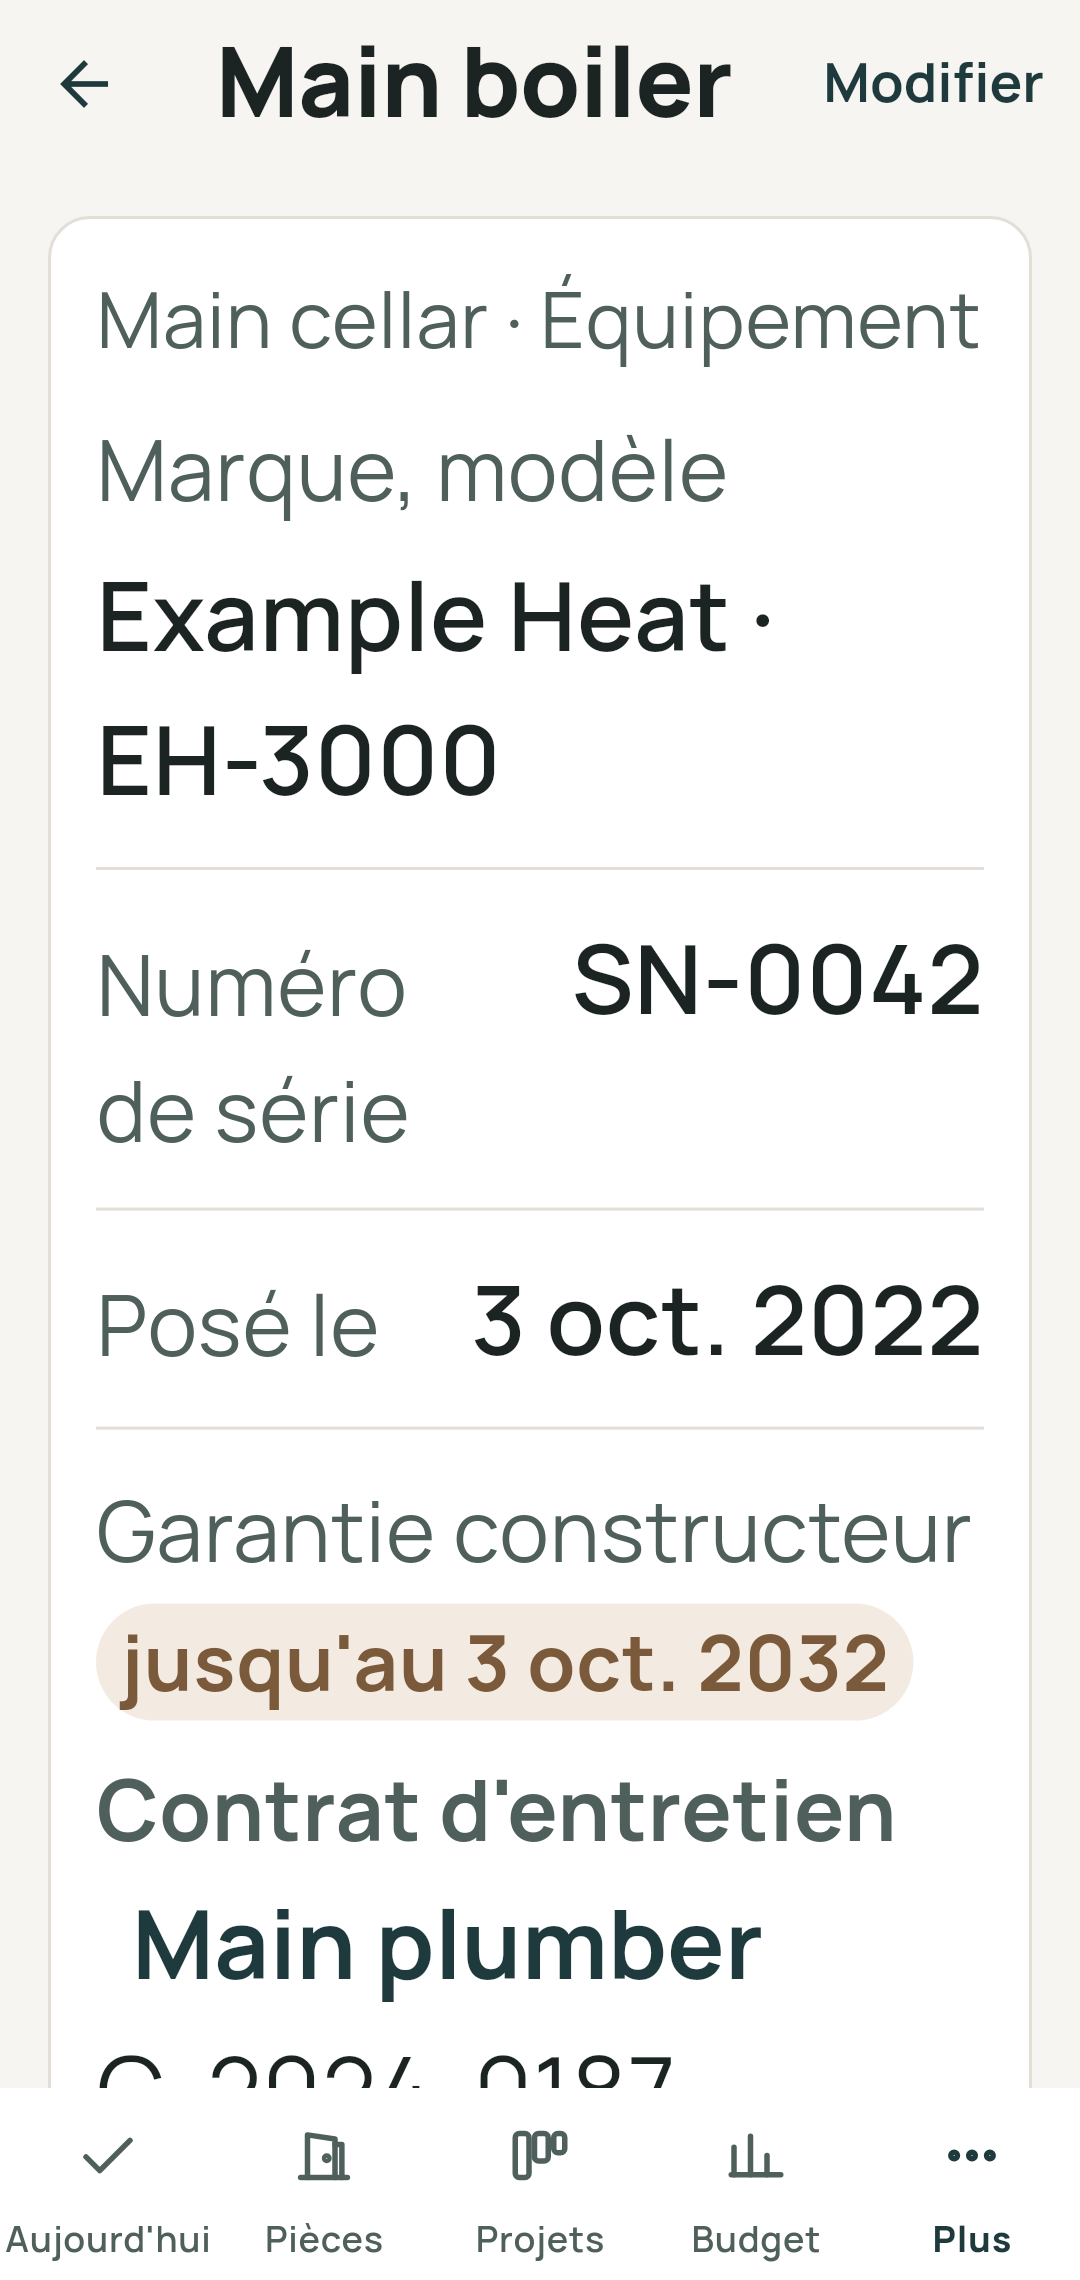 Main boiler
Modifier
Main cellar · Équipement
Marque, modèle
Example Heat ·
EH-3000
Numéro
de série
SN-0042
Posé le
3 oct. 2022
Garantie constructeur
jusqu'au 3 oct. 2032
Contrat d'entretien
Main plumber
Aujourd'hui
Pièces
Projets
Budget
Plus